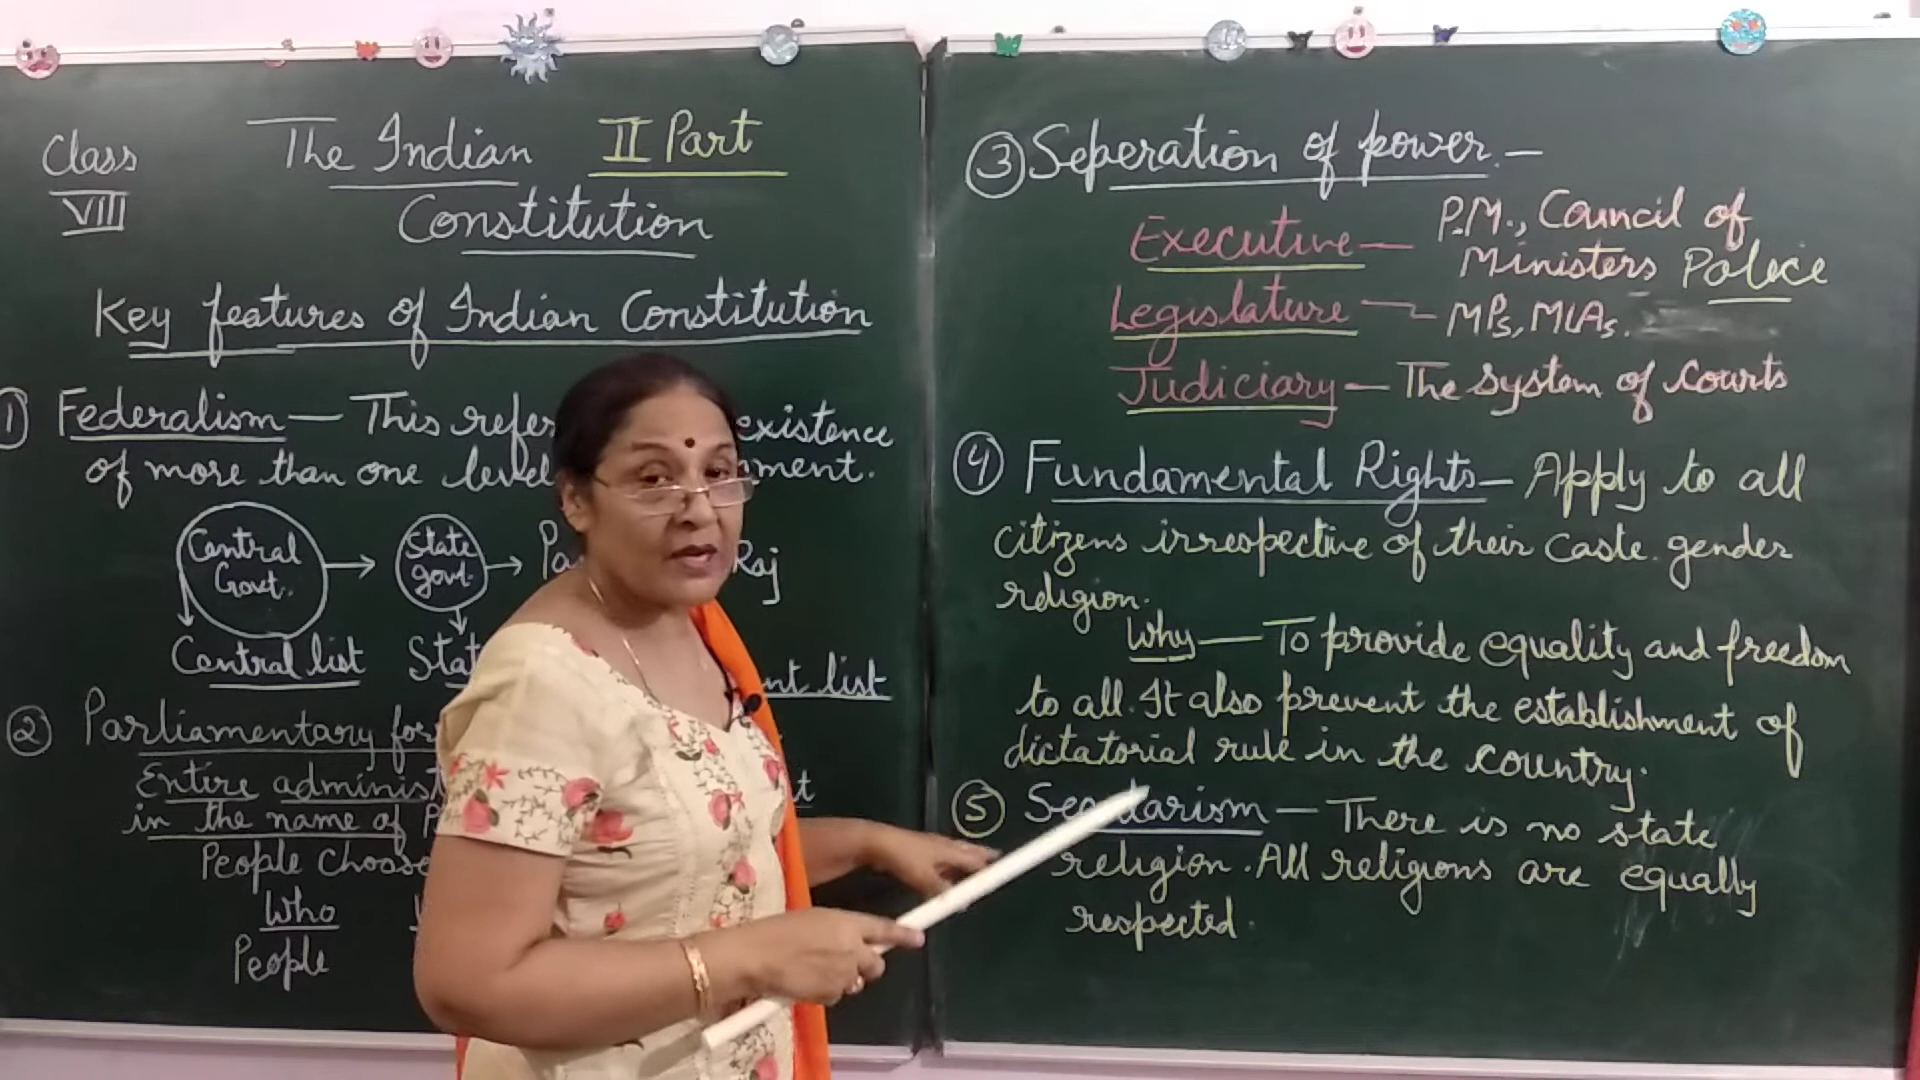 Class
VIII
The Indian II Part
Constitution
Key features of Indian Constitution
1 Federalism — This refer existence
of more than one level nment.
Central Govt. → State govt. → Pa Raj
Central list Stat nt list
2 Parliamentary for
Entire administ t
in the name of P
People choose
Who
People
3 Seperation of power. —
Executive — P.M., Council of
Ministers Police
Legislature — MPs, MLAs.
Judiciary — The system of courts
4 Fundamental Rights — Apply to all
citizens irrespective of their caste. gender
religion.
Why — To provide equality and freedom
to all. It also prevent the establishment of
dictatorial rule in the country.
5 Secularism — There is no state
religion. All religions are equally
respected.